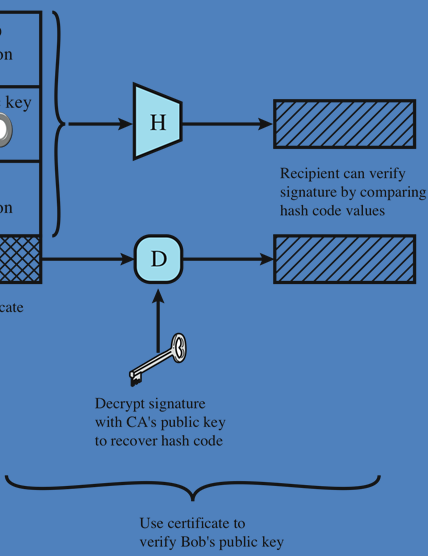 on
key
H
Recipient can verify
signature by comparing
hash code values
on
D
cate
Decrypt signature
with CA's public key
to recover hash code
Use certificate to
verify Bob's public key